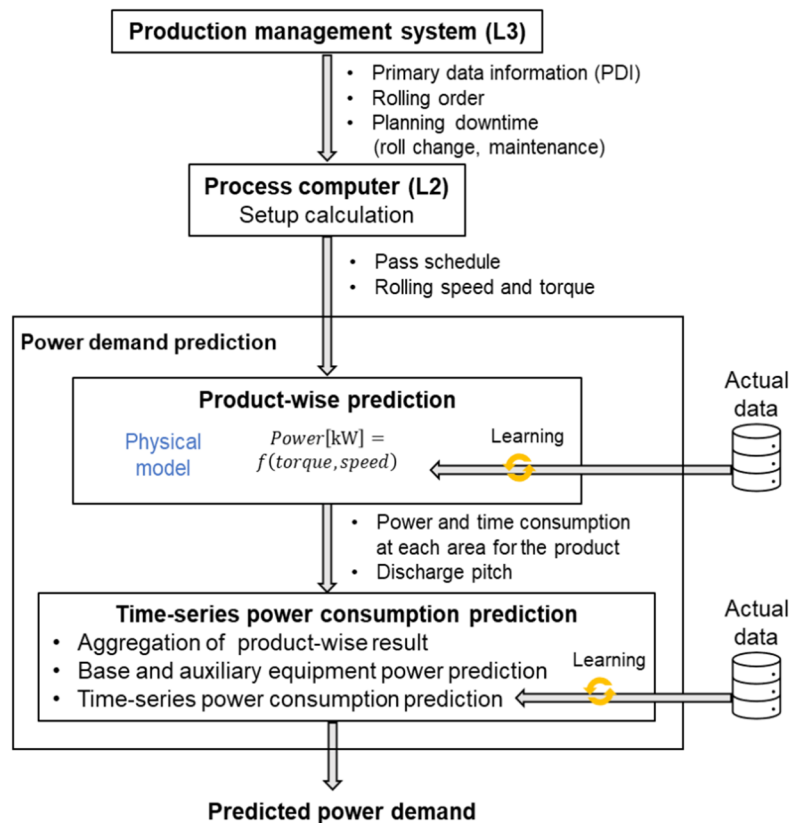 Production management system (L3)
• Primary data information (PDI)
• Rolling order
• Planning downtime
(roll change, maintenance)
Process computer (L2)
Setup calculation
• Pass schedule
• Rolling speed and torque
Power demand prediction
Product-wise prediction
Physical
model
Power[kW] =
f(torque,speed)
Learning
Actual
data
• Power and time consumption
at each area for the product
• Discharge pitch
Time-series power consumption prediction
• Aggregation of product-wise result
• Base and auxiliary equipment power prediction
• Time-series power consumption prediction
Learning
Actual
data
Predicted power demand